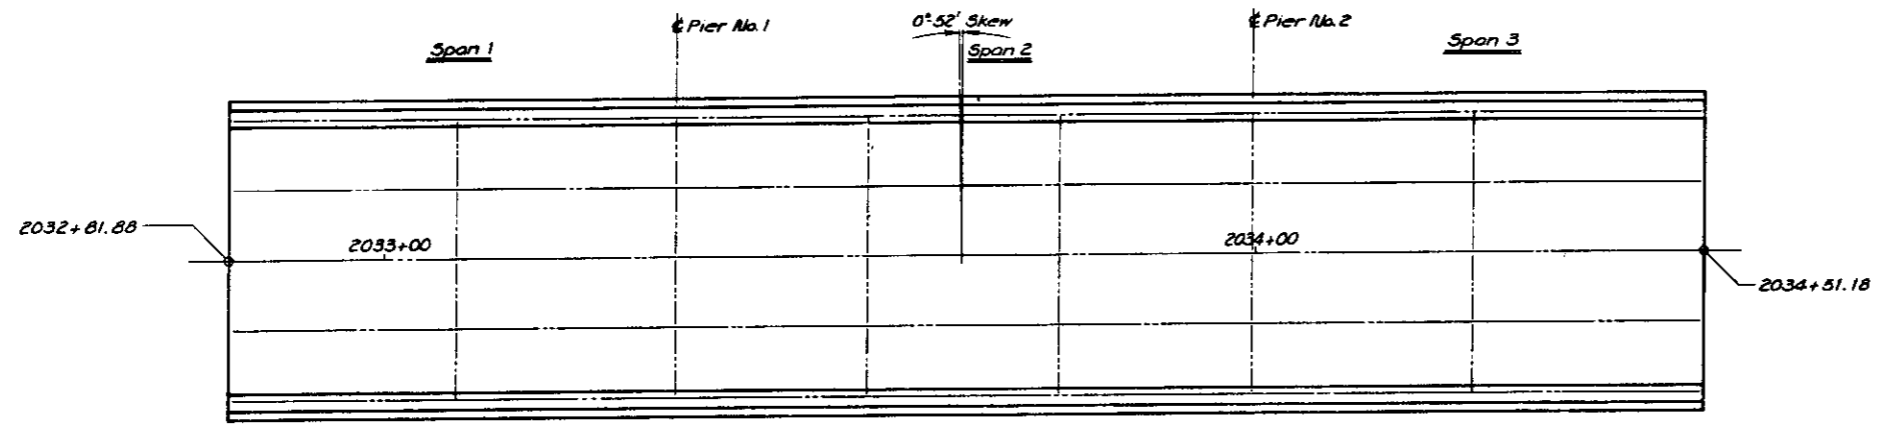 Span 1
℄ Pier No. 1
0°-52' Skew
Span 2
℄ Pier No. 2
Span 3
2032+81.88
2033+00
2034+00
2034+51.18